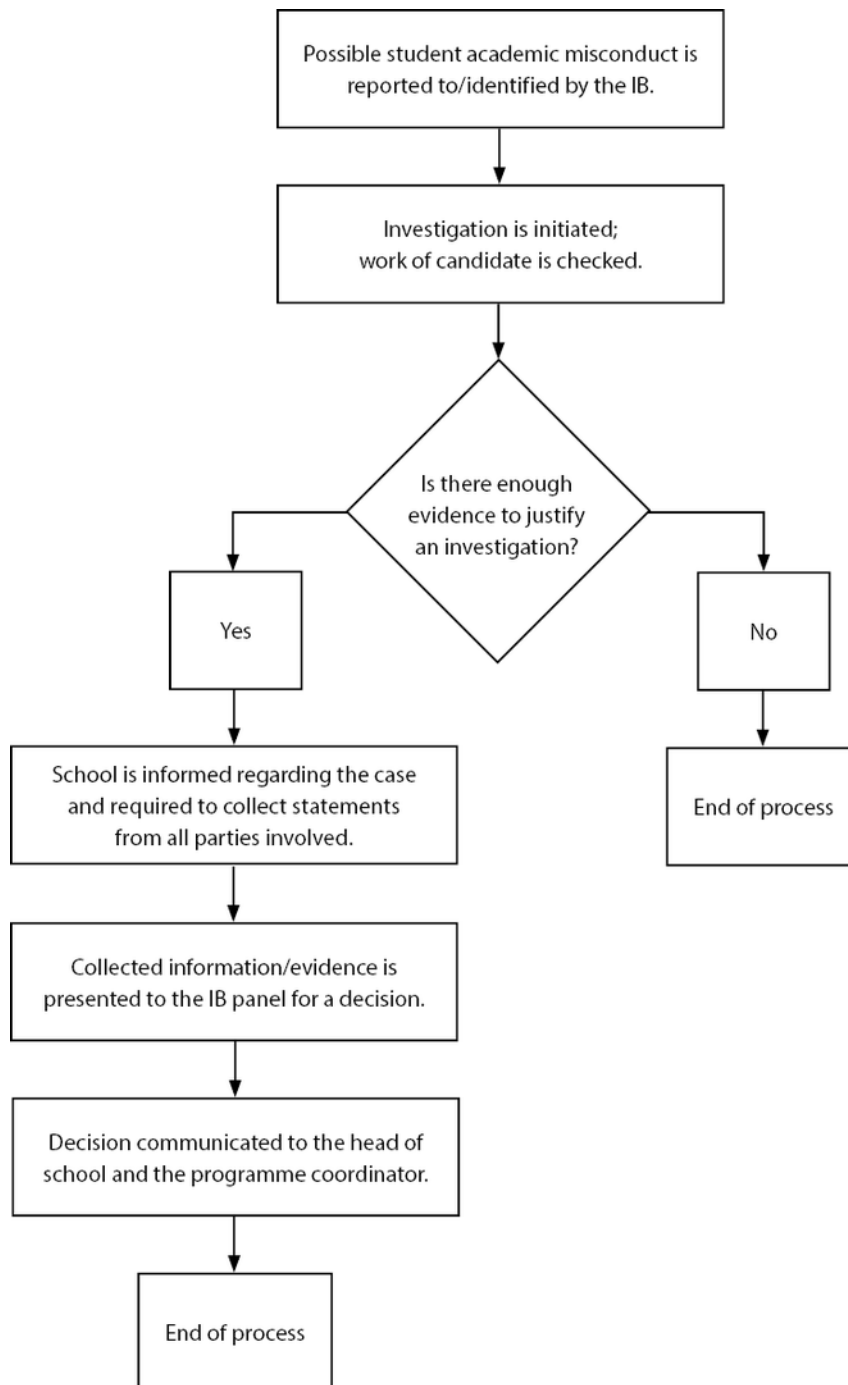 Possible student academic misconduct is
reported to/identified by the IB.
Investigation is initiated;
work of candidate is checked.
Is there enough
evidence to justify
an investigation?
Yes
No
School is informed regarding the case
and required to collect statements
from all parties involved.
End of process
Collected information/evidence is
presented to the IB panel for a decision.
Decision communicated to the head of
school and the programme coordinator.
End of process